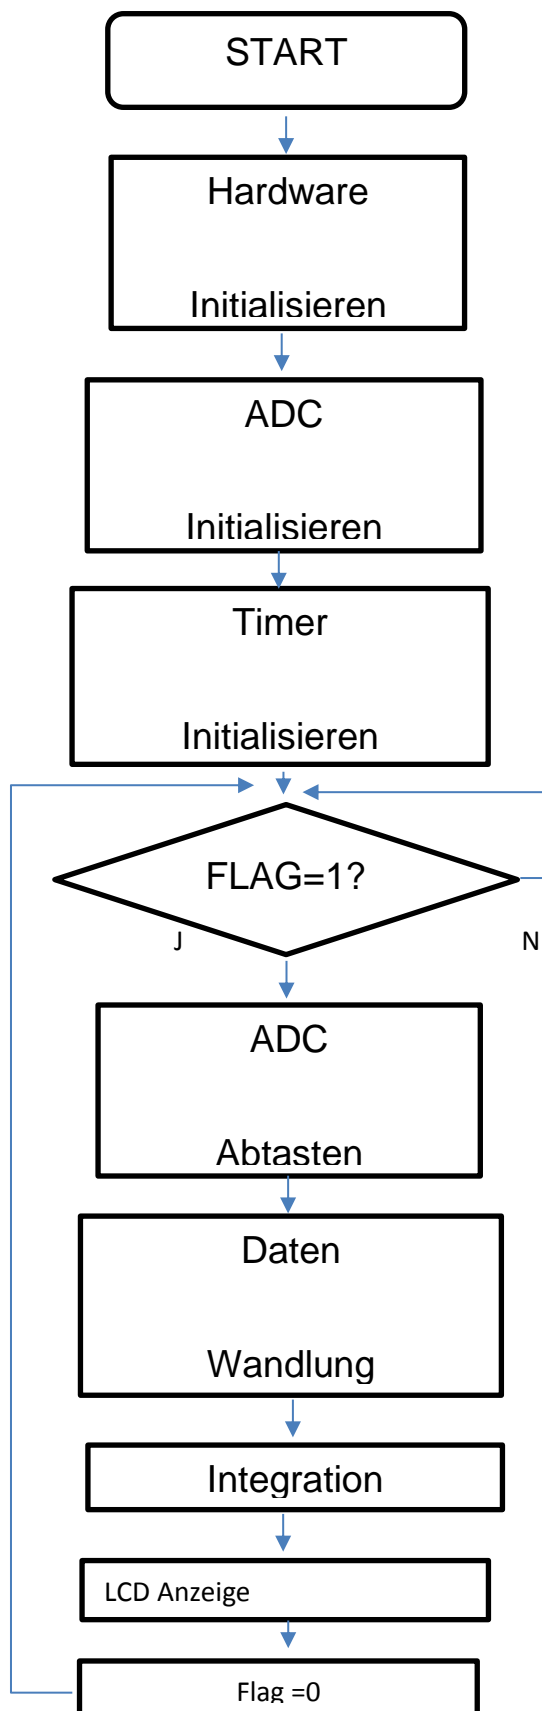 START
Hardware
Initialisieren
ADC
Initialisieren
Timer
Initialisieren
FLAG=1?
J
N
ADC
Abtasten
Daten
Wandlung
Integration
LCD Anzeige
Flag =0